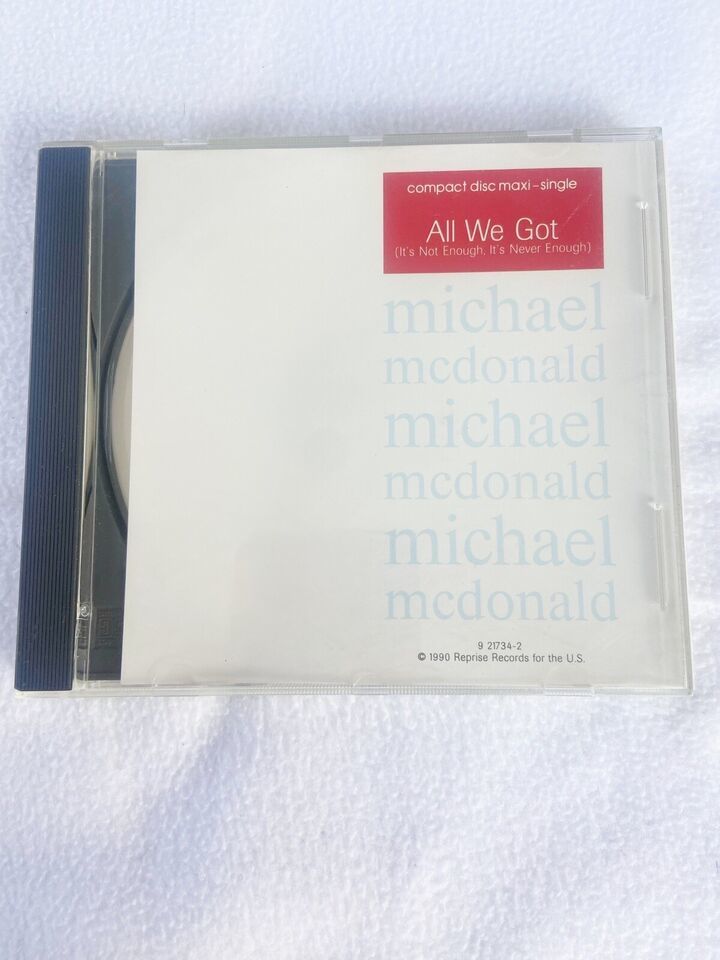 compact disc maxi-single
All We Got
(It's Not Enough, It's Never Enough)
michael
mcdonald
michael
mcdonald
michael
mcdonald
9 21734-2
© 1990 Reprise Records for the U.S.